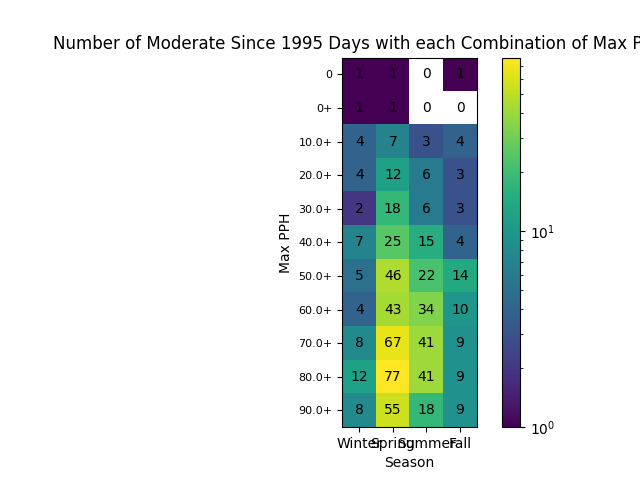 Number of Moderate Since 1995 Days with each Combination of Max P
0 1 1 0 1
0+ 1 1 0 0
10.0+ 4 7 3 4
20.0+ 4 12 6 3
30.0+ 2 18 6 3
40.0+ 7 25 15 4
50.0+ 5 46 22 14
60.0+ 4 43 34 10
70.0+ 8 67 41 9
80.0+ 12 77 41 9
90.0+ 8 55 18 9
Max PPH
Winter Spring Summer Fall
Season
10^1
10^0